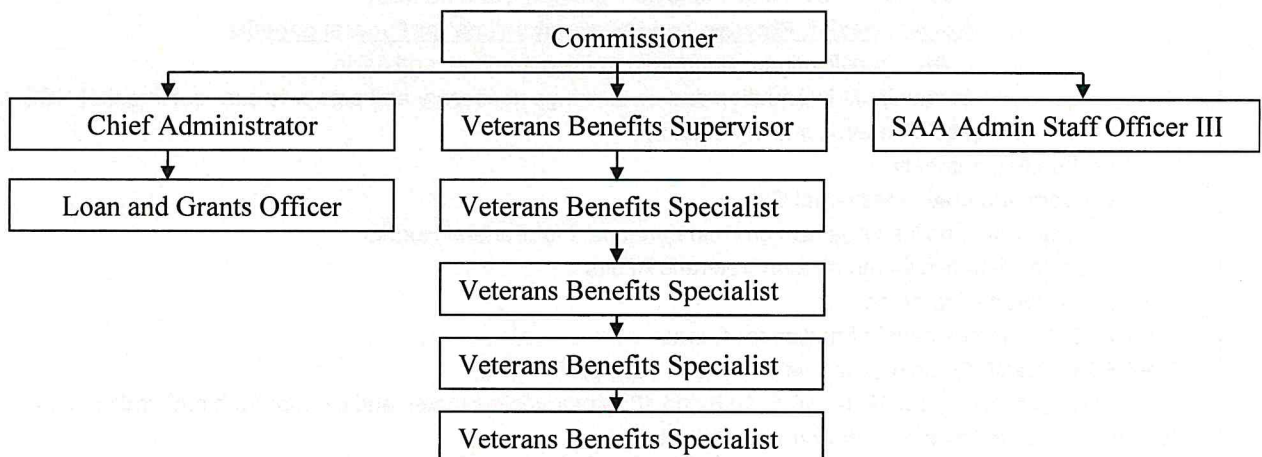 Commissioner
Chief Administrator
Veterans Benefits Supervisor
SAA Admin Staff Officer III
Loan and Grants Officer
Veterans Benefits Specialist
Veterans Benefits Specialist
Veterans Benefits Specialist
Veterans Benefits Specialist